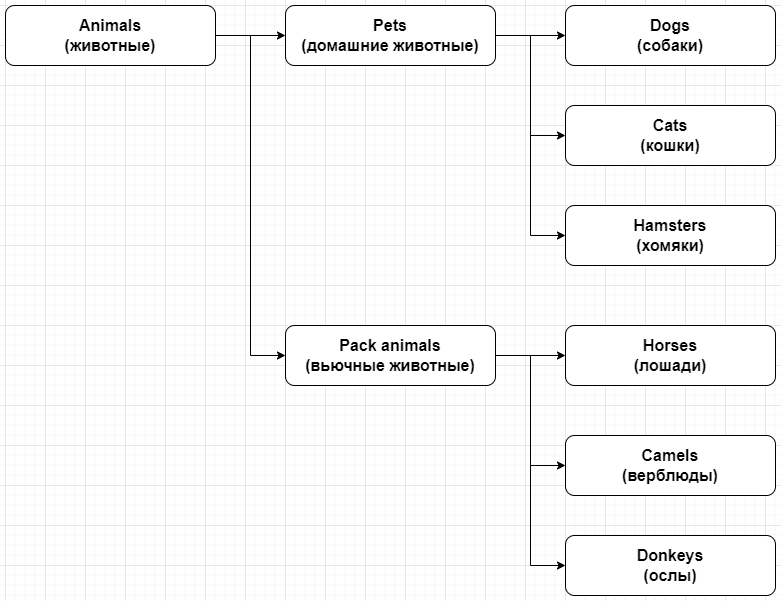 Animals
(животные)
Pets
(домашние животные)
Dogs
(собаки)
Cats
(кошки)
Hamsters
(хомяки)
Pack animals
(вьючные животные)
Horses
(лошади)
Camels
(верблюды)
Donkeys
(ослы)